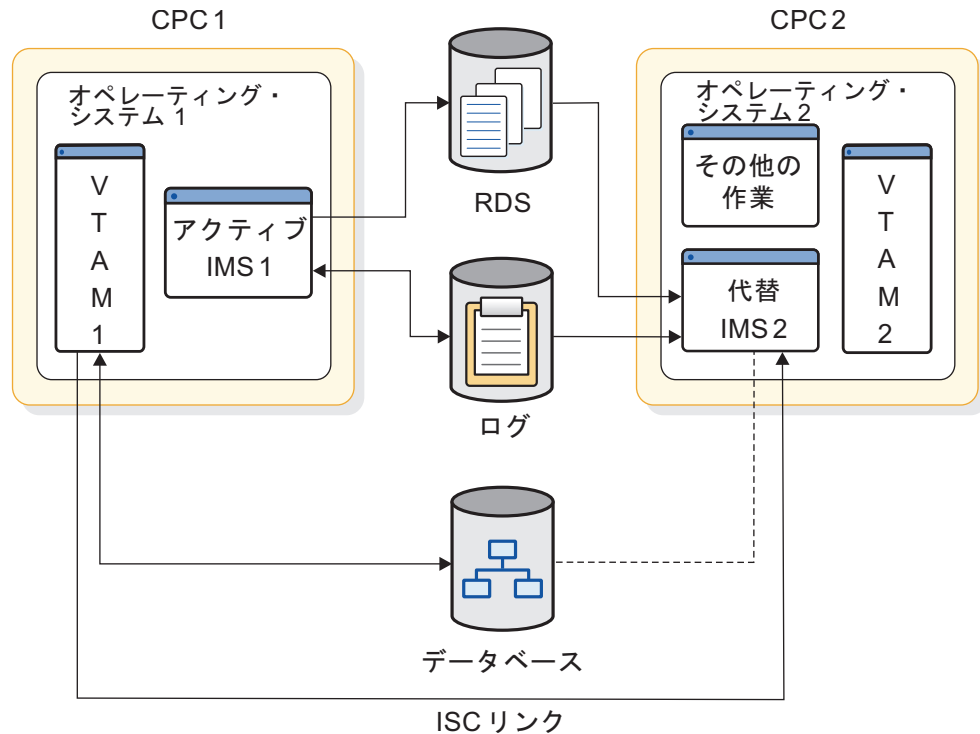 CPC 1
CPC 2
オペレーティング・
システム 1
V
T
A
M
1
アクティブ
IMS 1
RDS
ログ
データベース
ISC リンク
オペレーティング・
システム 2
その他の
作業
代替
IMS 2
V
T
A
M
2